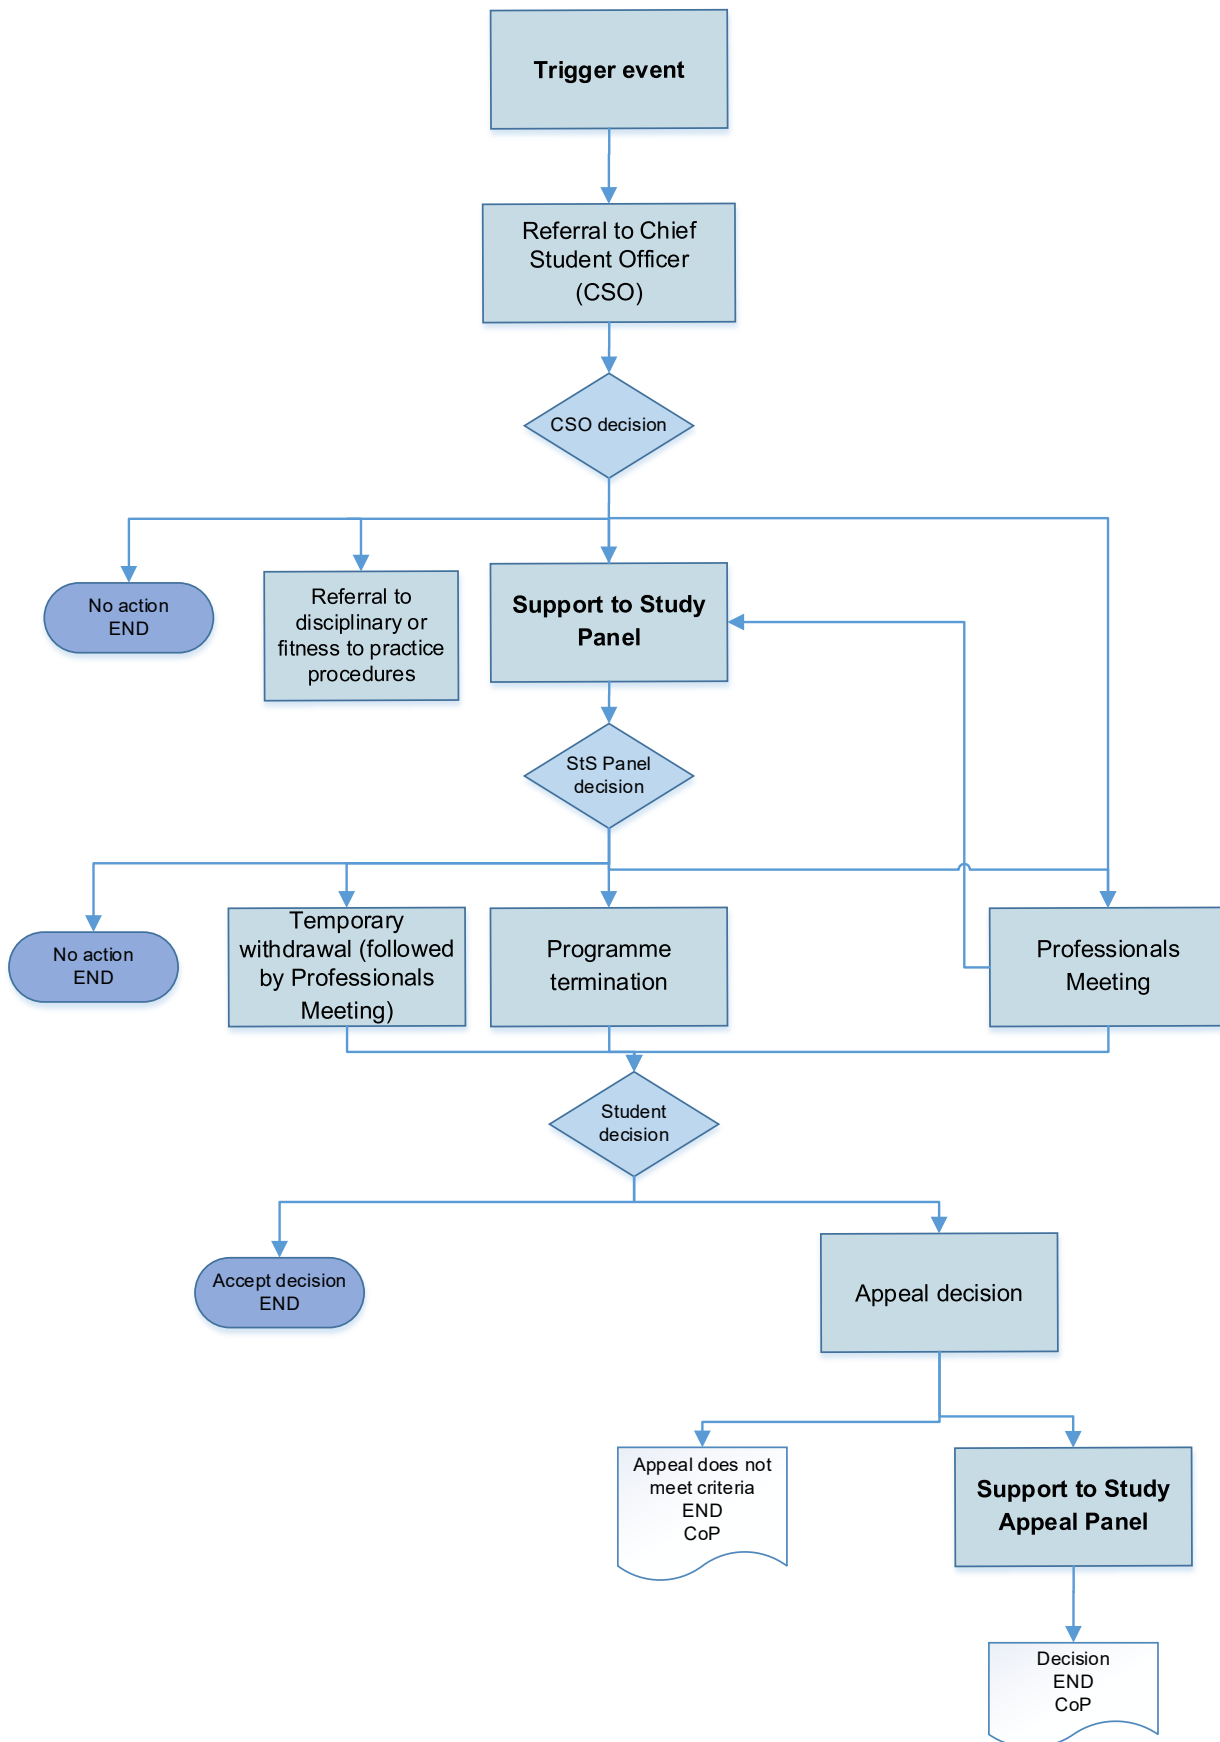 Trigger event
Referral to Chief
Student Officer
(CSO)
CSO decision
No action
END
Referral to
disciplinary or
fitness to practice
procedures
Support to Study
Panel
StS Panel
decision
No action
END
Temporary
withdrawal (followed
by Professionals
Meeting)
Programme
termination
Professionals
Meeting
Student
decision
Accept decision
END
Appeal decision
Appeal does not
meet criteria
END
CoP
Support to Study
Appeal Panel
Decision
END
CoP